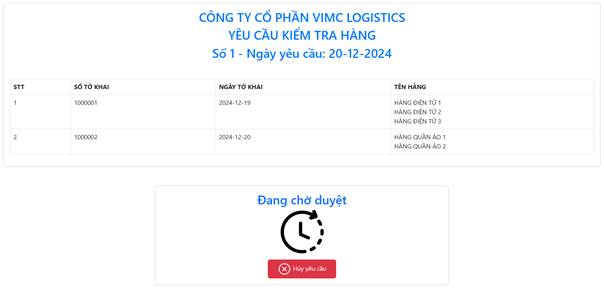 CÔNG TY CỔ PHẦN VIMC LOGISTICS
YÊU CẦU KIỂM TRA HÀNG
Số 1 - Ngày yêu cầu: 20-12-2024
STT SỐ TỜ KHAI NGÀY TỜ KHAI TÊN HÀNG
1 1000001 2024-12-19 HÀNG ĐIỆN TỬ 1
HÀNG ĐIỆN TỬ 2
HÀNG ĐIỆN TỬ 3
2 1000002 2024-12-20 HÀNG QUẦN ÁO 1
HÀNG QUẦN ÁO 2
Đang chờ duyệt
Hủy yêu cầu